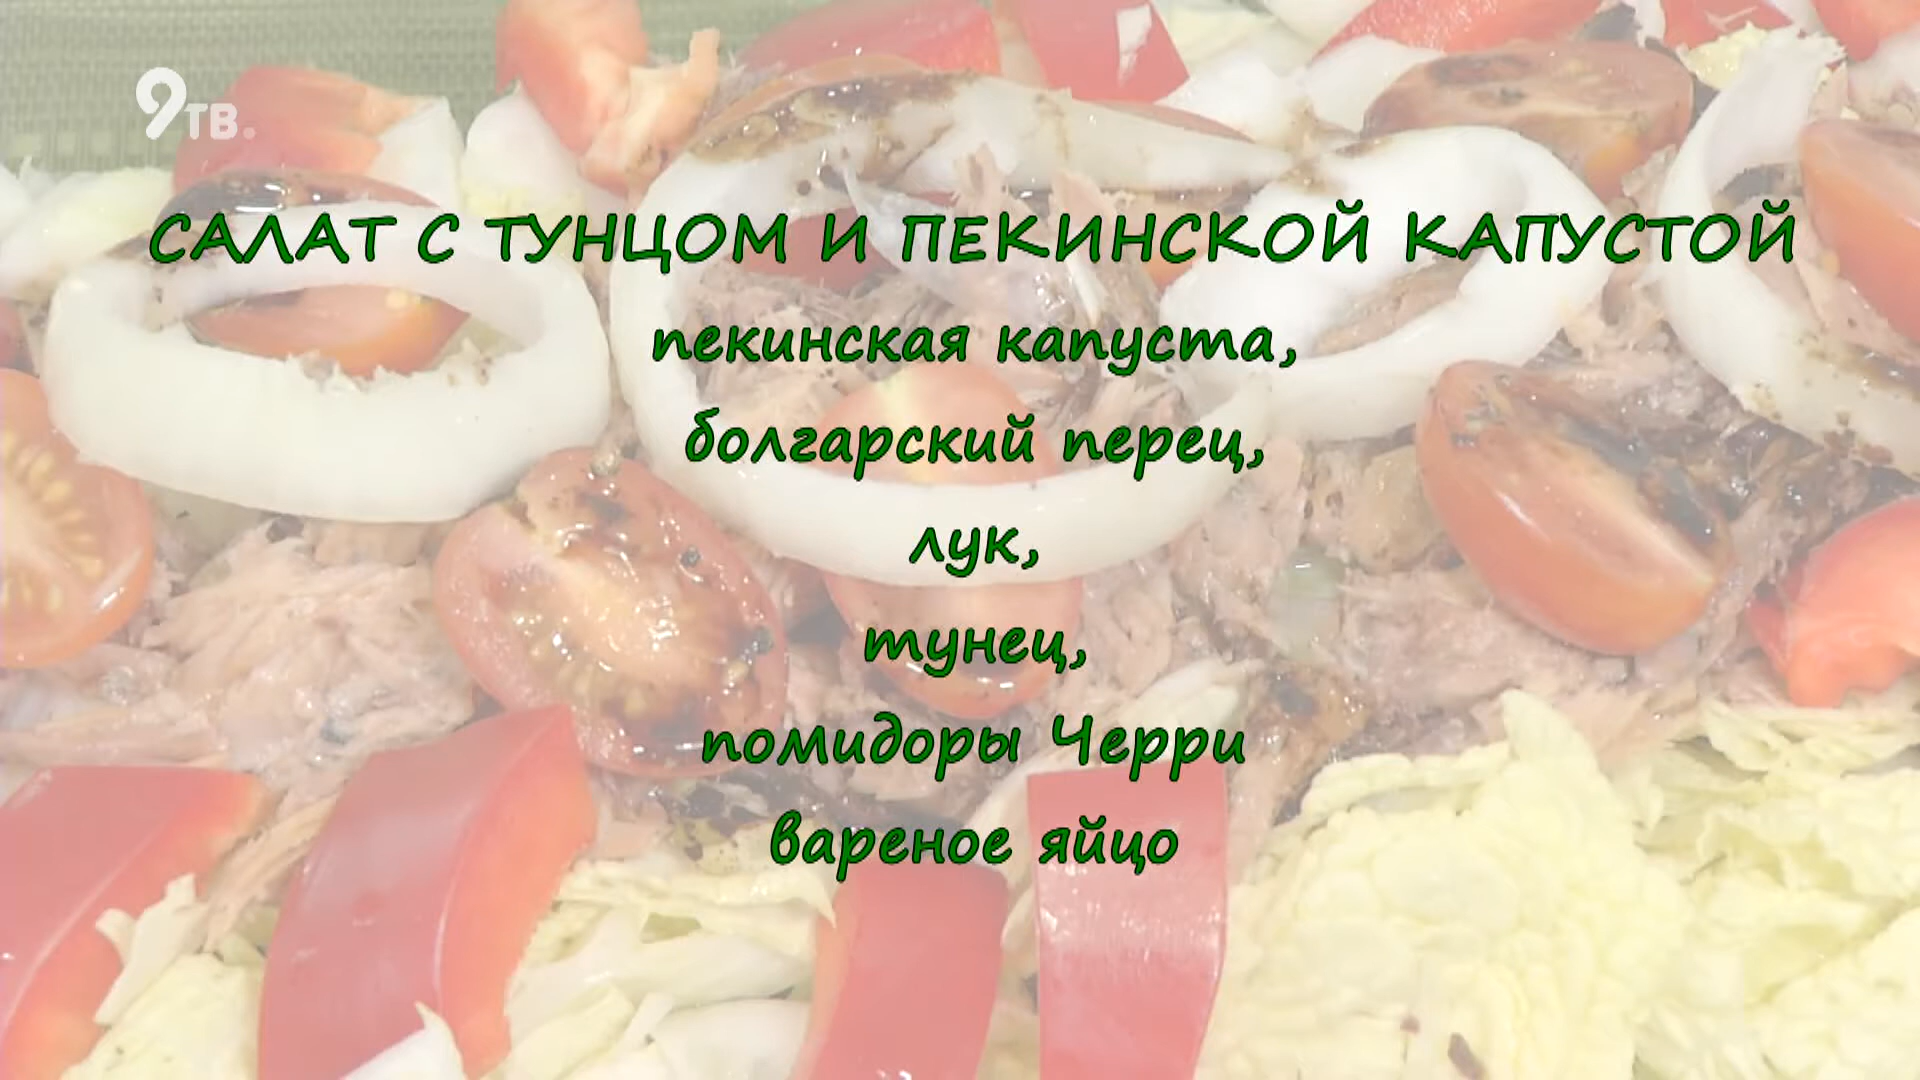 9ТВ.
САЛАТ С ТУНЦОМ И ПЕКИНСКОЙ КАПУСТОЙ
пекинская капуста,
болгарский перец,
лук,
тунец,
помидоры Черри
вареное яйцо